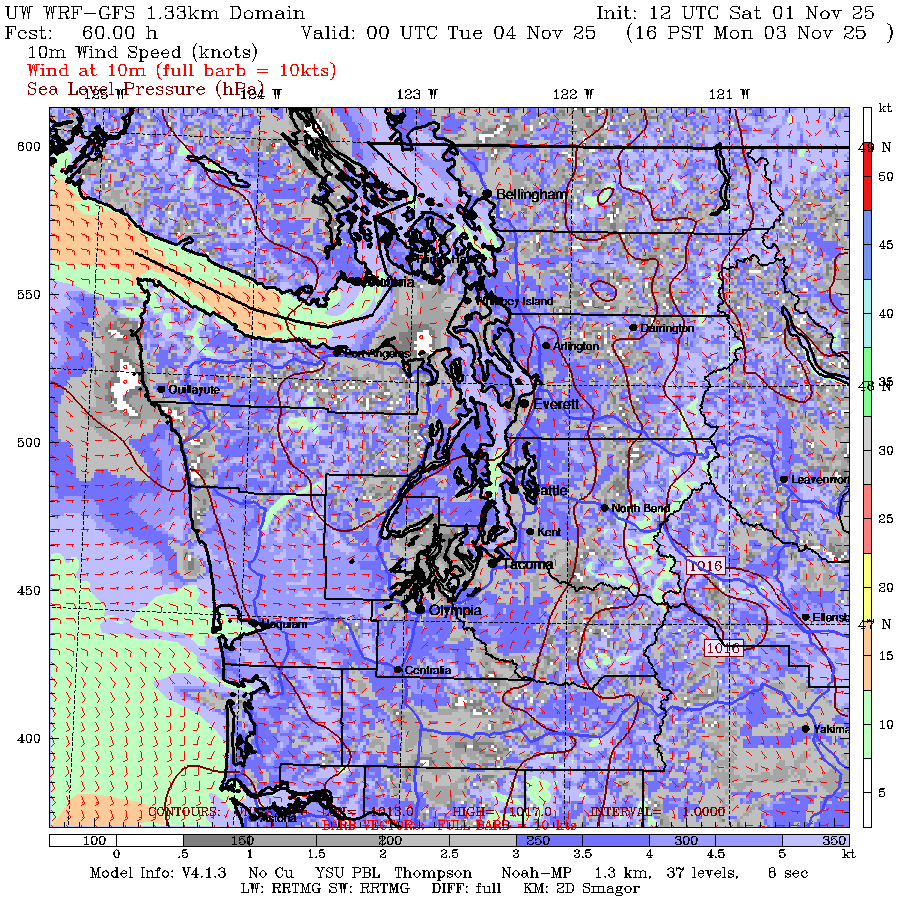 UW WRF-GFS 1.33km Domain Init: 12 UTC Sat 01 Nov 25
Fcst: 60.00 h Valid: 00 UTC Tue 04 Nov 25 (16 PST Mon 03 Nov 25 )
10m Wind Speed (knots)
Wind at 10m (full barb = 10kts)
Sea Level Pressure (hPa)
125 W 124 W 123 W 122 W 121 W kt
600 49 N
Bellingham 50
45
550 Victoria Whidbey Island 40
Darrington
Port Angeles Arlington
Quillayute 48 N 35
Everett
500 30
Leavenwor
Seattle
North Bend 25
Kent
Tacoma 1016
450 20
Olympia Ellensb
Hoquiam 47 N
1016 15
Centralia
400 Yakima 10
5
CONTOURS: LOW= 1013.0 HIGH= 1017.0 INTERVAL= 1.0000
Astoria
BARB VECTORS: FULL BARB = 10 kts
100 150 200 250 300 350
0 .5 1 1.5 2 2.5 3 3.5 4 4.5 5 kt
Model Info: V4.1.3 No Cu YSU PBL Thompson Noah-MP 1.3 km, 37 levels, 8 sec
LW: RRTMG SW: RRTMG DIFF: full KM: 2D Smagor